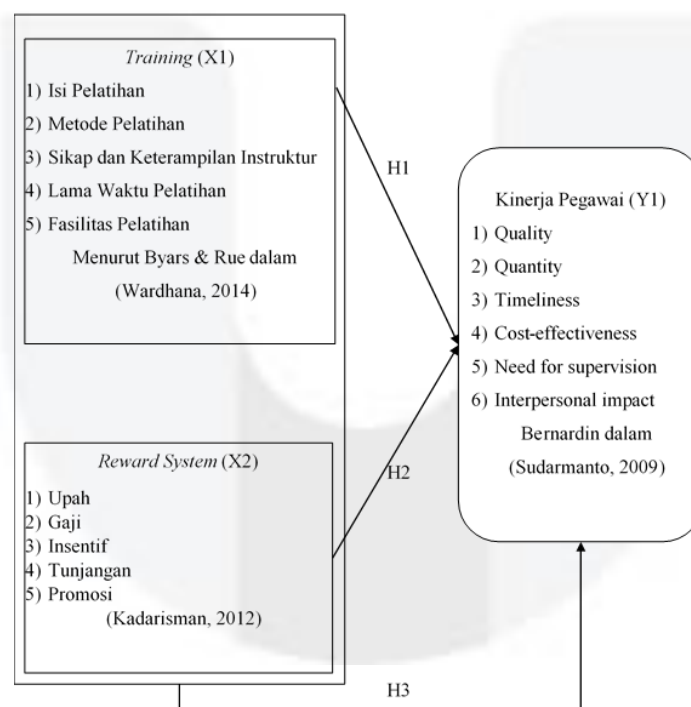 Training (X1)
1) Isi Pelatihan
2) Metode Pelatihan
3) Sikap dan Keterampilan Instruktur
4) Lama Waktu Pelatihan
5) Fasilitas Pelatihan
Menurut Byars & Rue dalam
(Wardhana, 2014)
H1
Kinerja Pegawai (Y1)
1) Quality
2) Quantity
3) Timeliness
4) Cost-effectiveness
5) Need for supervision
6) Interpersonal impact
Bernardin dalam
(Sudarmanto, 2009)
Reward System (X2)
1) Upah
2) Gaji
3) Insentif
4) Tunjangan
5) Promosi
(Kadarisman, 2012)
H2
H3